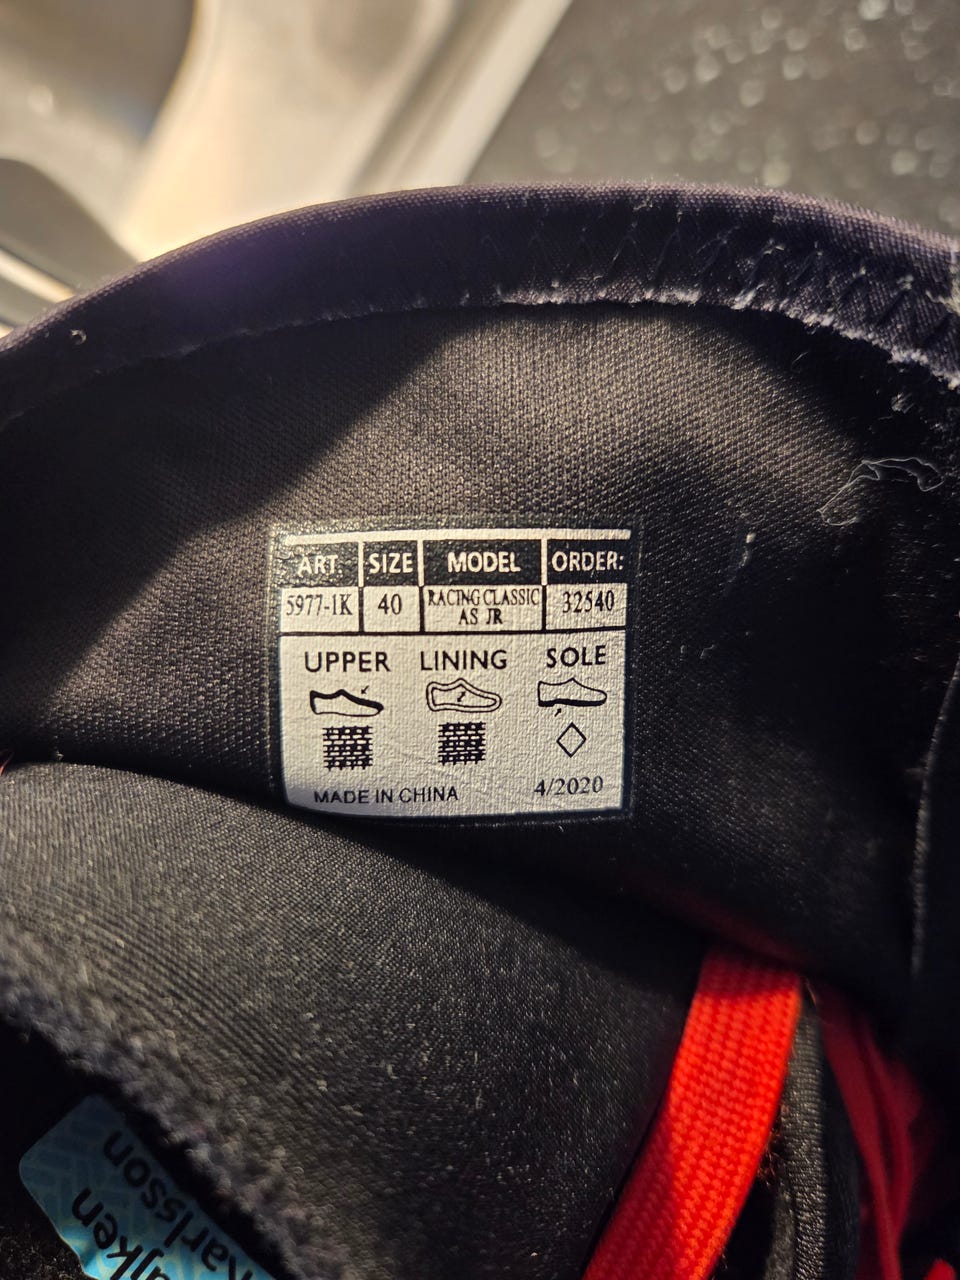 ART. SIZE MODEL ORDER:
5977-1K 40 RACING CLASSIC AS JR 32540
UPPER LINING SOLE
MADE IN CHINA 4/2020